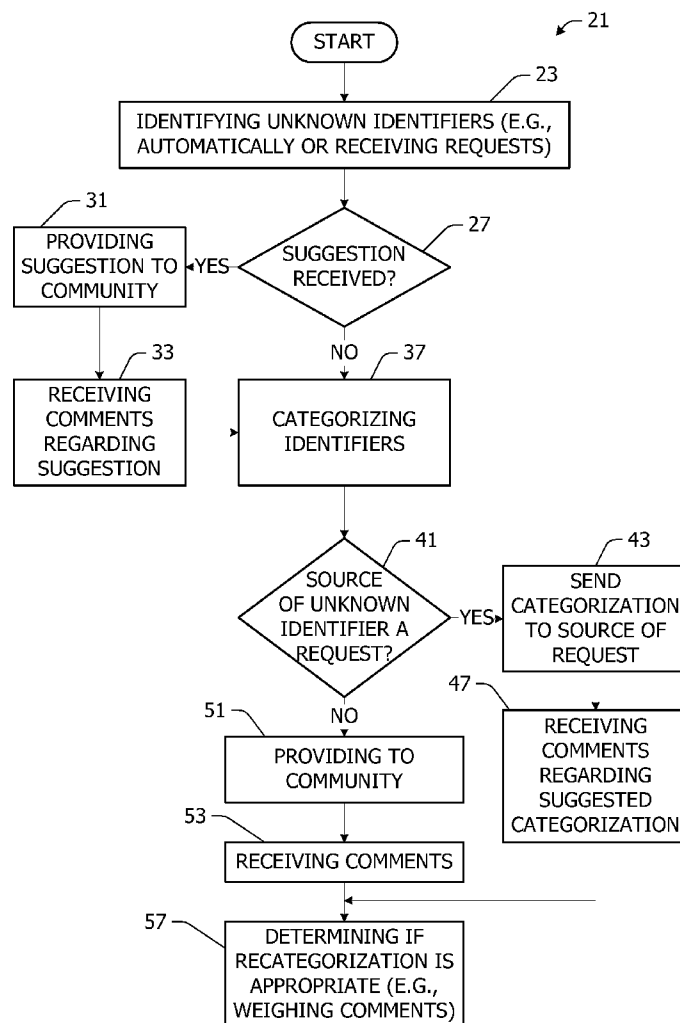 21
START
23
IDENTIFYING UNKNOWN IDENTIFIERS (E.G.,
AUTOMATICALLY OR RECEIVING REQUESTS)
31
PROVIDING
SUGGESTION TO
COMMUNITY
YES
27
SUGGESTION
RECEIVED?
NO
33
RECEIVING
COMMENTS
REGARDING
SUGGESTION
37
CATEGORIZING
IDENTIFIERS
41
SOURCE
OF UNKNOWN
IDENTIFIER A
REQUEST?
YES
43
SEND
CATEGORIZATION
TO SOURCE OF
REQUEST
NO
47
RECEIVING
COMMENTS
REGARDING
SUGGESTED
CATEGORIZATION
51
PROVIDING TO
COMMUNITY
53
RECEIVING COMMENTS
57
DETERMINING IF
RECATEGORIZATION IS
APPROPRIATE (E.G.,
WEIGHING COMMENTS)